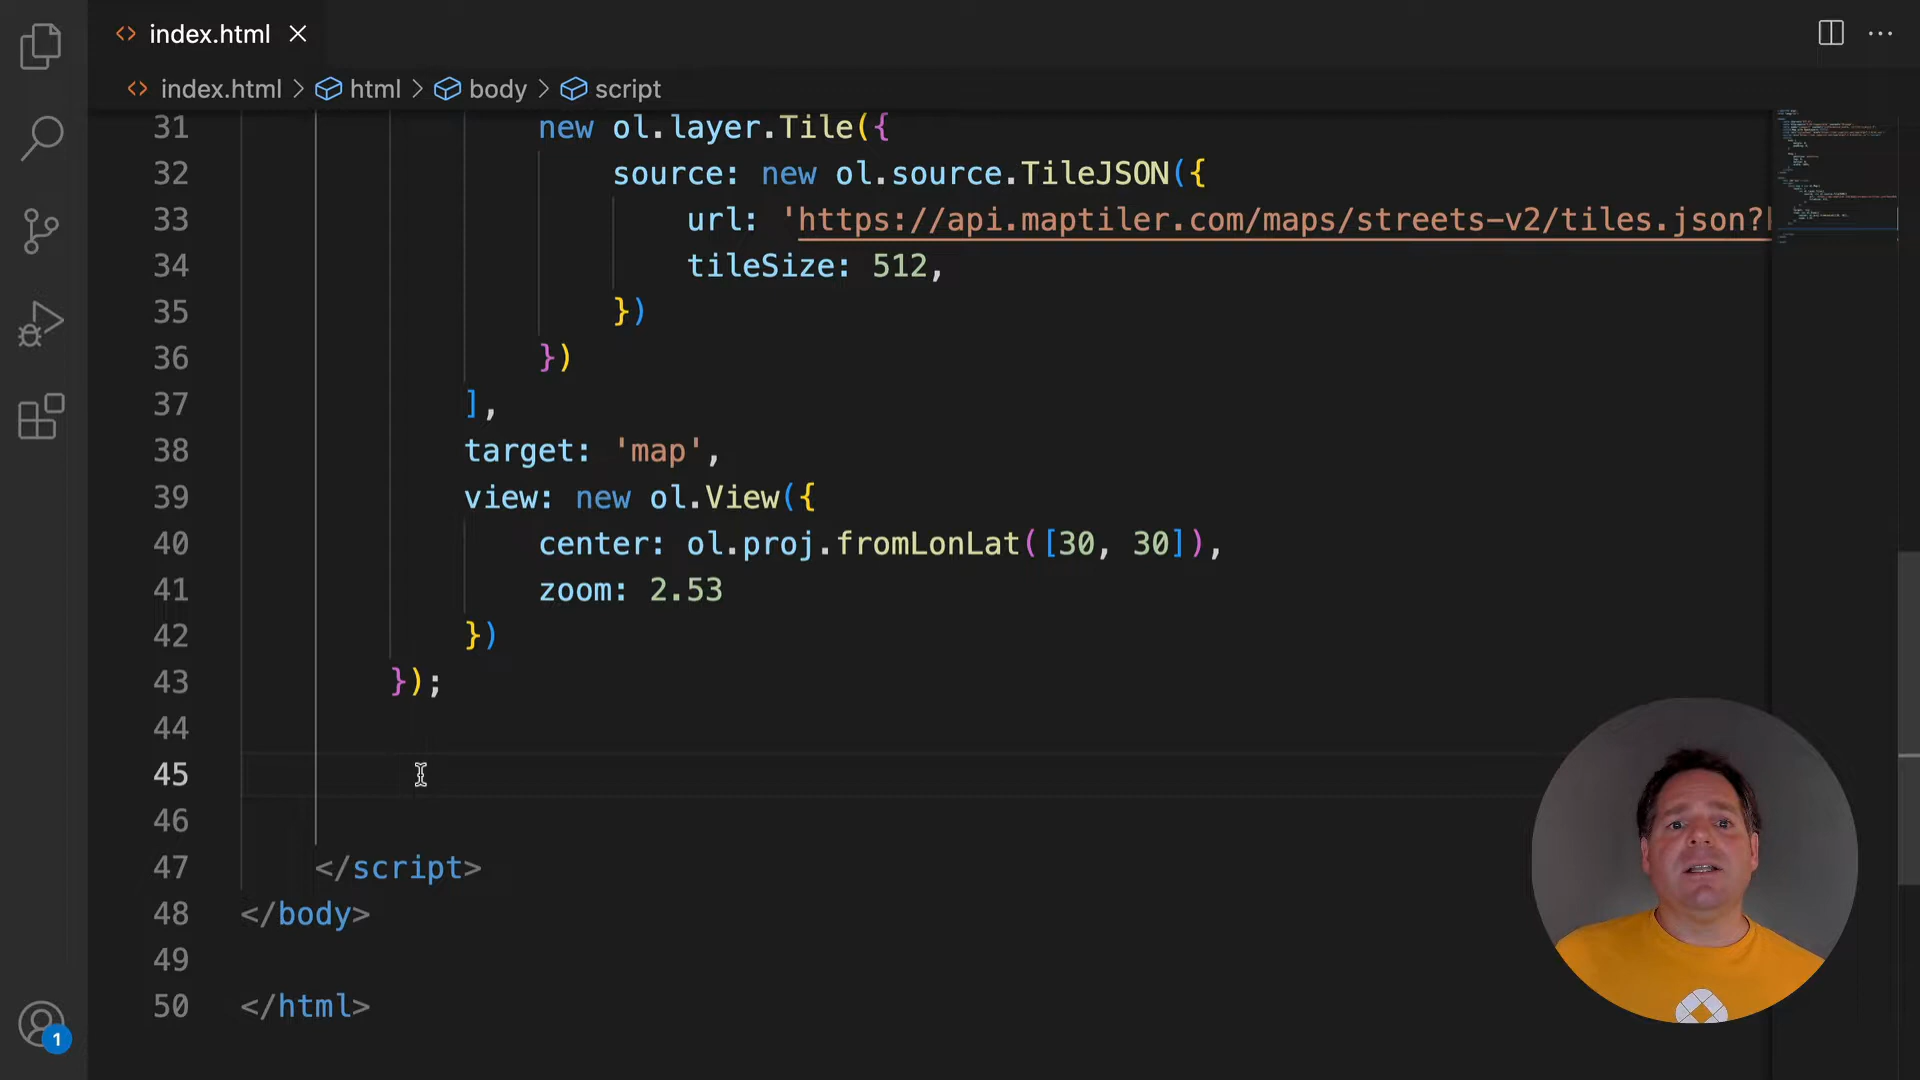 index.html
index.html > html > body > script
31 new ol.layer.Tile({
32 source: new ol.source.TileJSON({
33 url: 'https://api.maptiler.com/maps/streets-v2/tiles.json?
34 tileSize: 512,
35 })
36 })
37 ],
38 target: 'map',
39 view: new ol.View({
40 center: ol.proj.fromLonLat([30, 30]),
41 zoom: 2.53
42 })
43 });
44
45
46
47 </script>
48 </body>
49
50 </html>
1